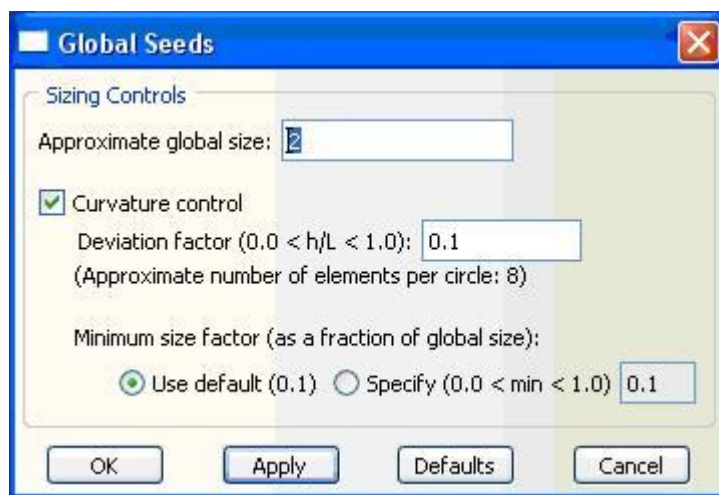 Global Seeds
Sizing Controls
Approximate global size: 2
Curvature control
Deviation factor (0.0 < h/L < 1.0): 0.1
(Approximate number of elements per circle: 8)
Minimum size factor (as a fraction of global size):
Use default (0.1) Specify (0.0 < min < 1.0) 0.1
OK Apply Defaults Cancel